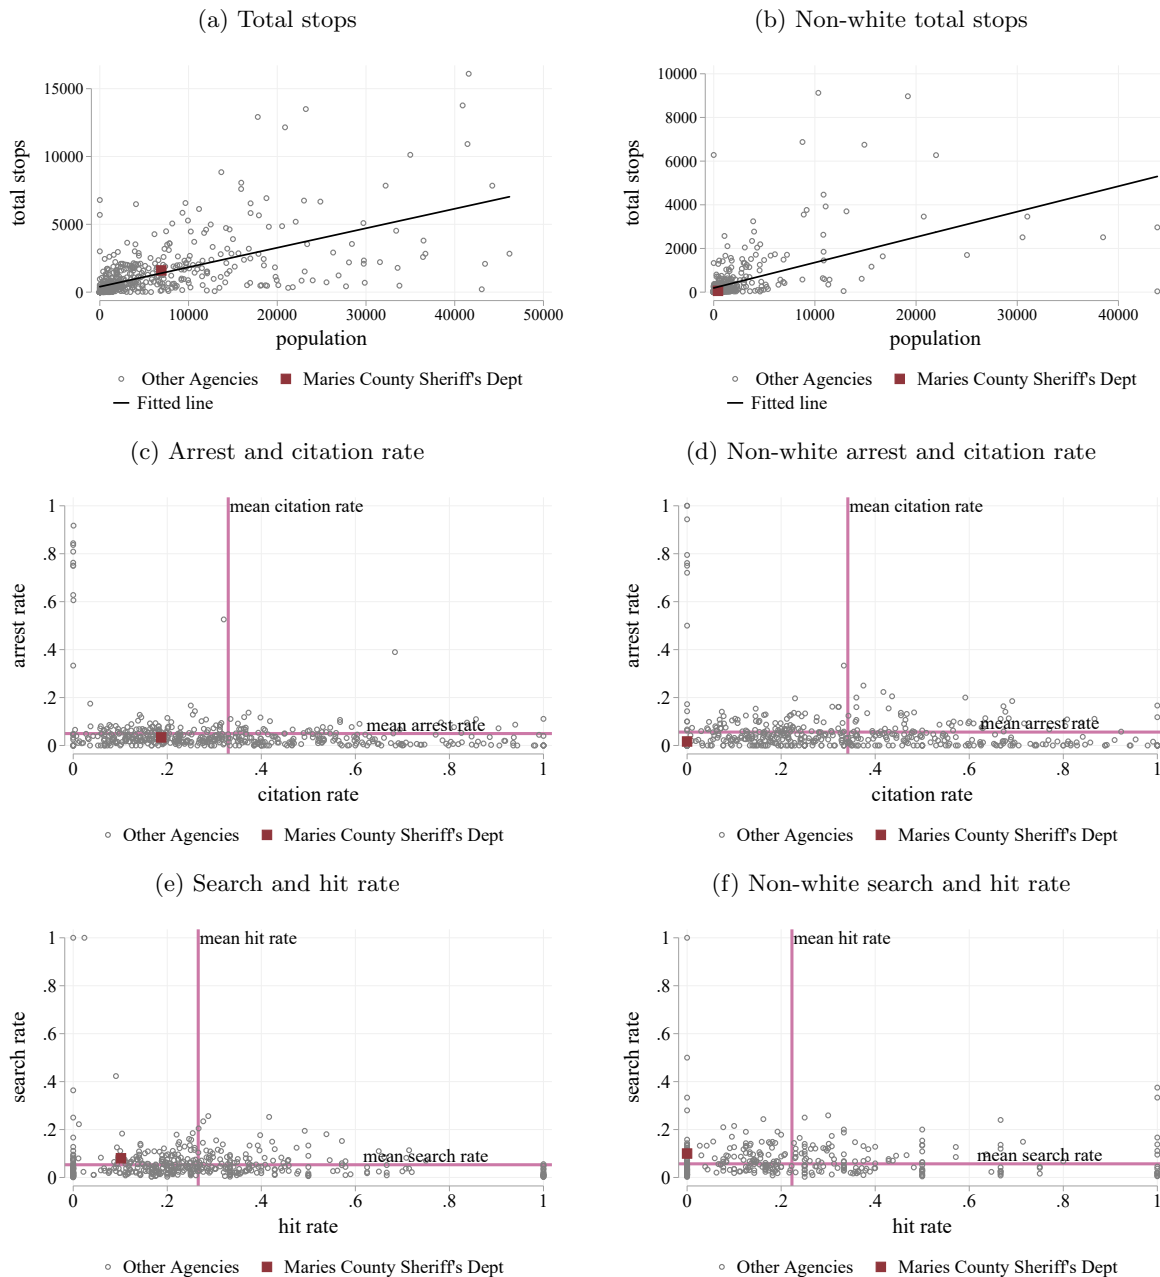 (a) Total stops
(b) Non-white total stops
15000
10000
5000
0
total stops
0 10000 20000 30000 40000 50000
population
Other Agencies Maries County Sheriff's Dept
Fitted line
10000
8000
6000
4000
2000
0
total stops
0 10000 20000 30000 40000
population
Other Agencies Maries County Sheriff's Dept
Fitted line
(c) Arrest and citation rate
(d) Non-white arrest and citation rate
1
.8
.6
.4
.2
0
arrest rate
mean citation rate
mean arrest rate
0 .2 .4 .6 .8 1
citation rate
Other Agencies Maries County Sheriff's Dept
1
.8
.6
.4
.2
0
arrest rate
mean citation rate
mean arrest rate
0 .2 .4 .6 .8 1
citation rate
Other Agencies Maries County Sheriff's Dept
(e) Search and hit rate
(f) Non-white search and hit rate
1
.8
.6
.4
.2
0
search rate
mean hit rate
mean search rate
0 .2 .4 .6 .8 1
hit rate
Other Agencies Maries County Sheriff's Dept
1
.8
.6
.4
.2
0
search rate
mean hit rate
mean search rate
0 .2 .4 .6 .8 1
hit rate
Other Agencies Maries County Sheriff's Dept